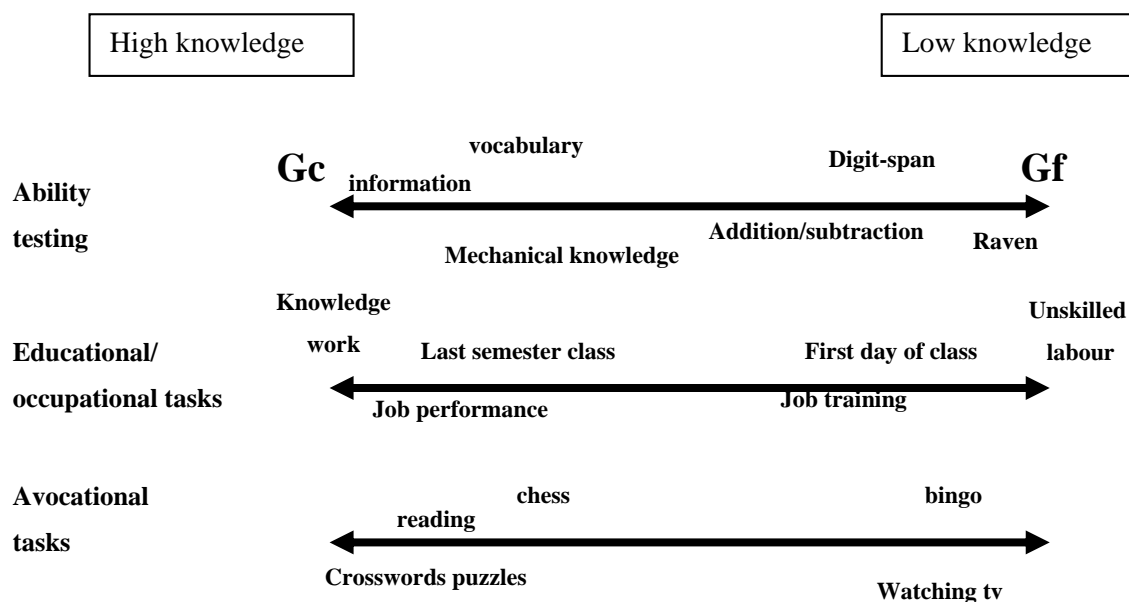 High knowledge
Low knowledge
vocabulary
Digit-span
Gc
Gf
information
Ability
testing
Addition/subtraction
Raven
Mechanical knowledge
Knowledge
work
Unskilled
labour
Educational/
occupational tasks
Last semester class
First day of class
Job performance
Job training
Avocational
tasks
chess
bingo
reading
Crosswords puzzles
Watching tv